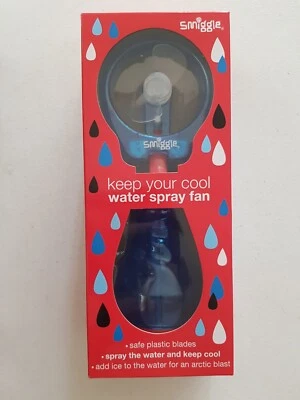 smiggle
smiggle
keep your cool
water spray fan
• safe plastic blades
• spray the water and keep cool
• add ice to the water for an arctic blast